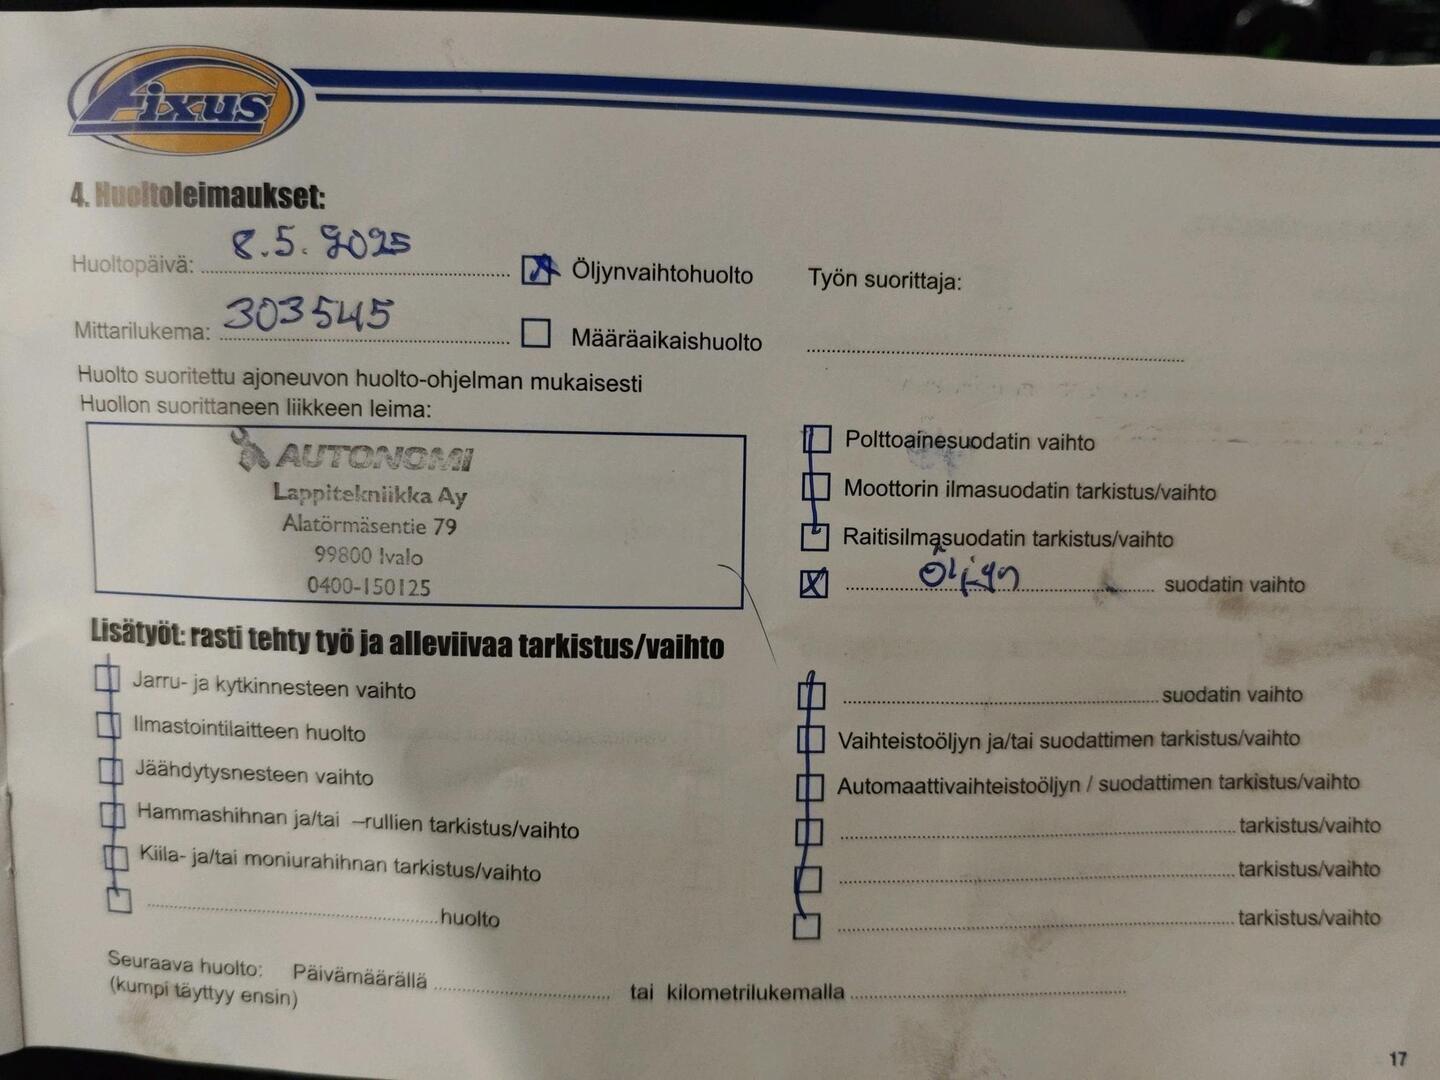 Fixus
4. Huoltoleimaukset:
Huoltopäivä: 8.5.2025
Öljynvaihtohuolto
Työn suorittaja:
Mittarilukema: 303545
Määräaikaishuolto
Huolto suoritettu ajoneuvon huolto-ohjelman mukaisesti
Huollon suorittaneen liikkeen leima:
AUTONOMI
Lappitekniikka Ay
Alatörmäsentie 79
99800 Ivalo
0400-150125
Polttoainesuodatin vaihto
Moottorin ilmasuodatin tarkistus/vaihto
Raitisilmasuodatin tarkistus/vaihto
Öljyn suodatin vaihto
Lisätyöt: rasti tehty työ ja alleviivaa tarkistus/vaihto
Jarru- ja kytkinnesteen vaihto
Ilmastointilaitteen huolto
Jäähdytysnesteen vaihto
Hammashihnan ja/tai –rullien tarkistus/vaihto
Kiila- ja/tai moniurahihnan tarkistus/vaihto
huolto
suodatin vaihto
Vaihteistoöljyn ja/tai suodattimen tarkistus/vaihto
Automaattivaihteistoöljyn / suodattimen tarkistus/vaihto
tarkistus/vaihto
tarkistus/vaihto
tarkistus/vaihto
Seuraava huolto: Päivämäärällä tai kilometrilukemalla
(kumpi täyttyy ensin)
17